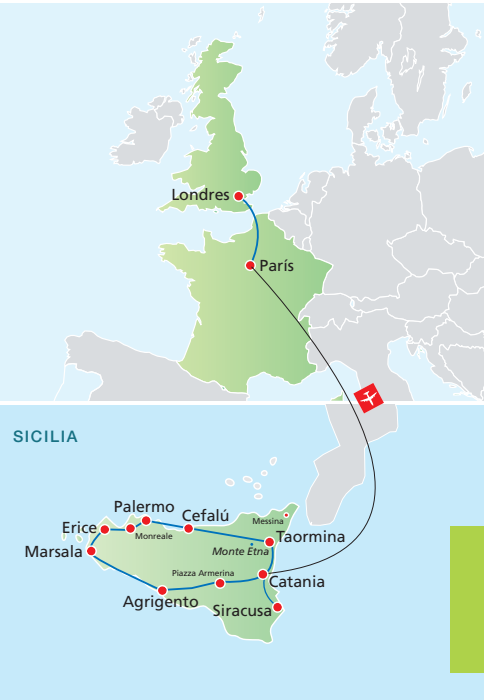 Londres
París
SICILIA
Palermo
Cefalú
Messina
Erice
Monreale
Taormina
Marsala
Monte Etna
Piazza Armerina
Catania
Agrigento
Siracusa